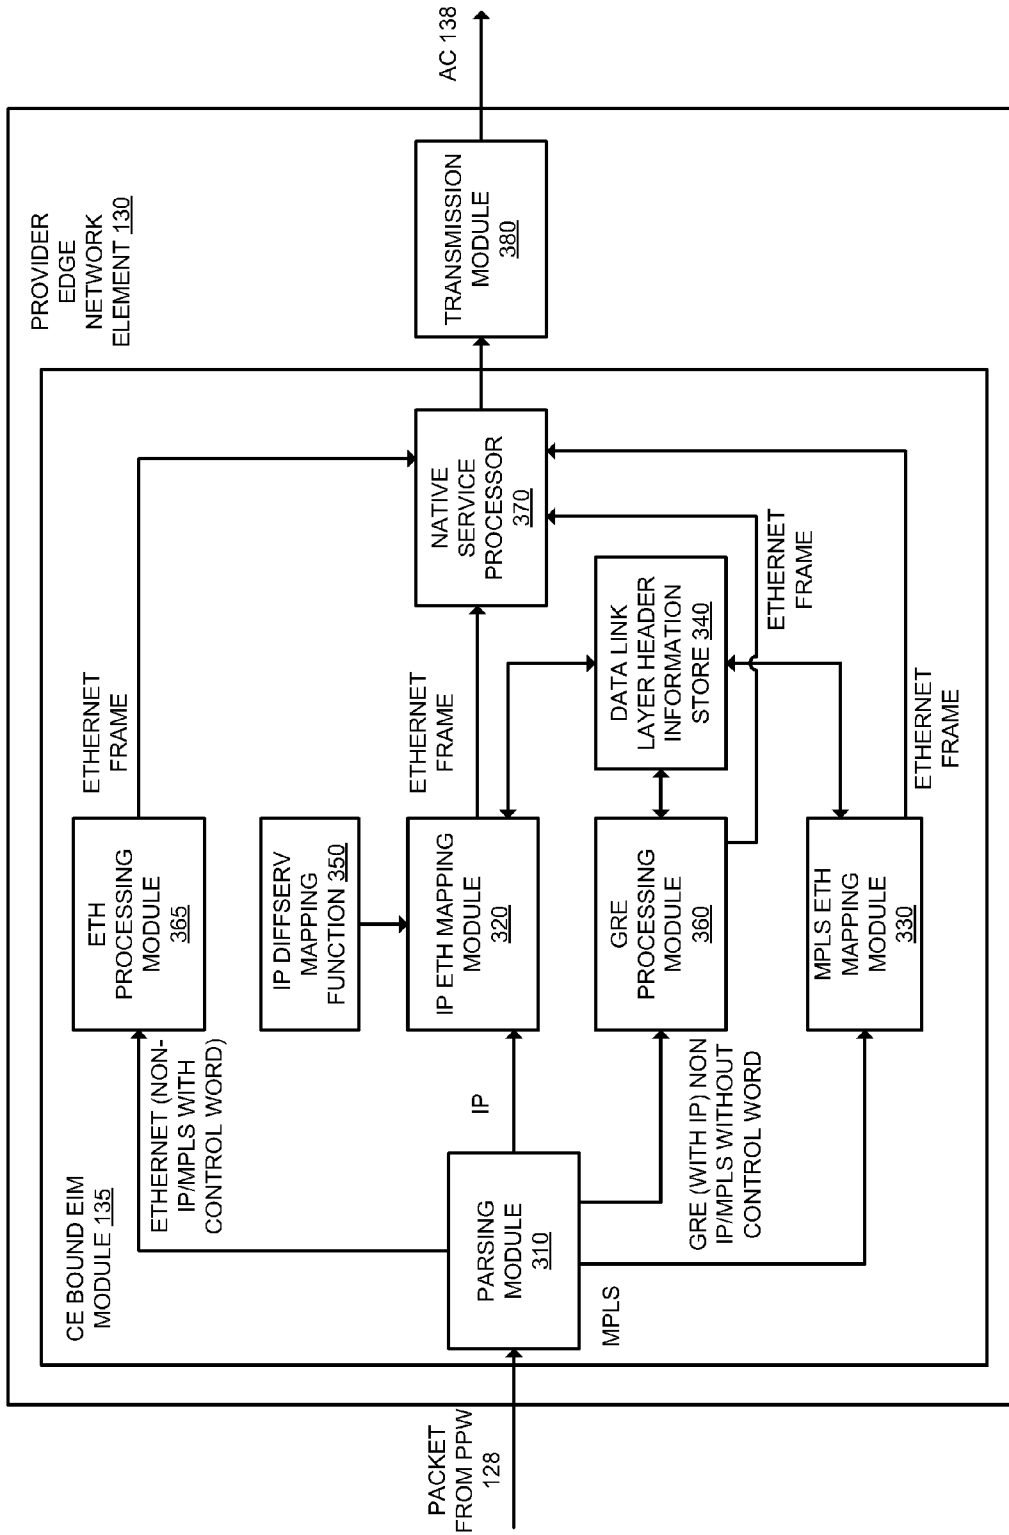 PROVIDER
EDGE
NETWORK
ELEMENT 130
CE BOUND EIM
MODULE 135
PACKET
FROM PPW
128
PARSING
MODULE
310
ETHERNET (NON-
IP/MPLS WITH
CONTROL WORD)
IP
GRE (WITH IP) NON
IP/MPLS WITHOUT
CONTROL WORD
MPLS
ETH
PROCESSING
MODULE
365
IP DIFFSERV
MAPPING
FUNCTION 350
IP ETH MAPPING
MODULE
320
GRE
PROCESSING
MODULE
360
MPLS ETH
MAPPING
MODULE
330
ETHERNET
FRAME
ETHERNET
FRAME
DATA LINK
LAYER HEADER
INFORMATION
STORE 340
ETHERNET
FRAME
ETHERNET
FRAME
NATIVE
SERVICE
PROCESSOR
370
TRANSMISSION
MODULE
380
AC 138